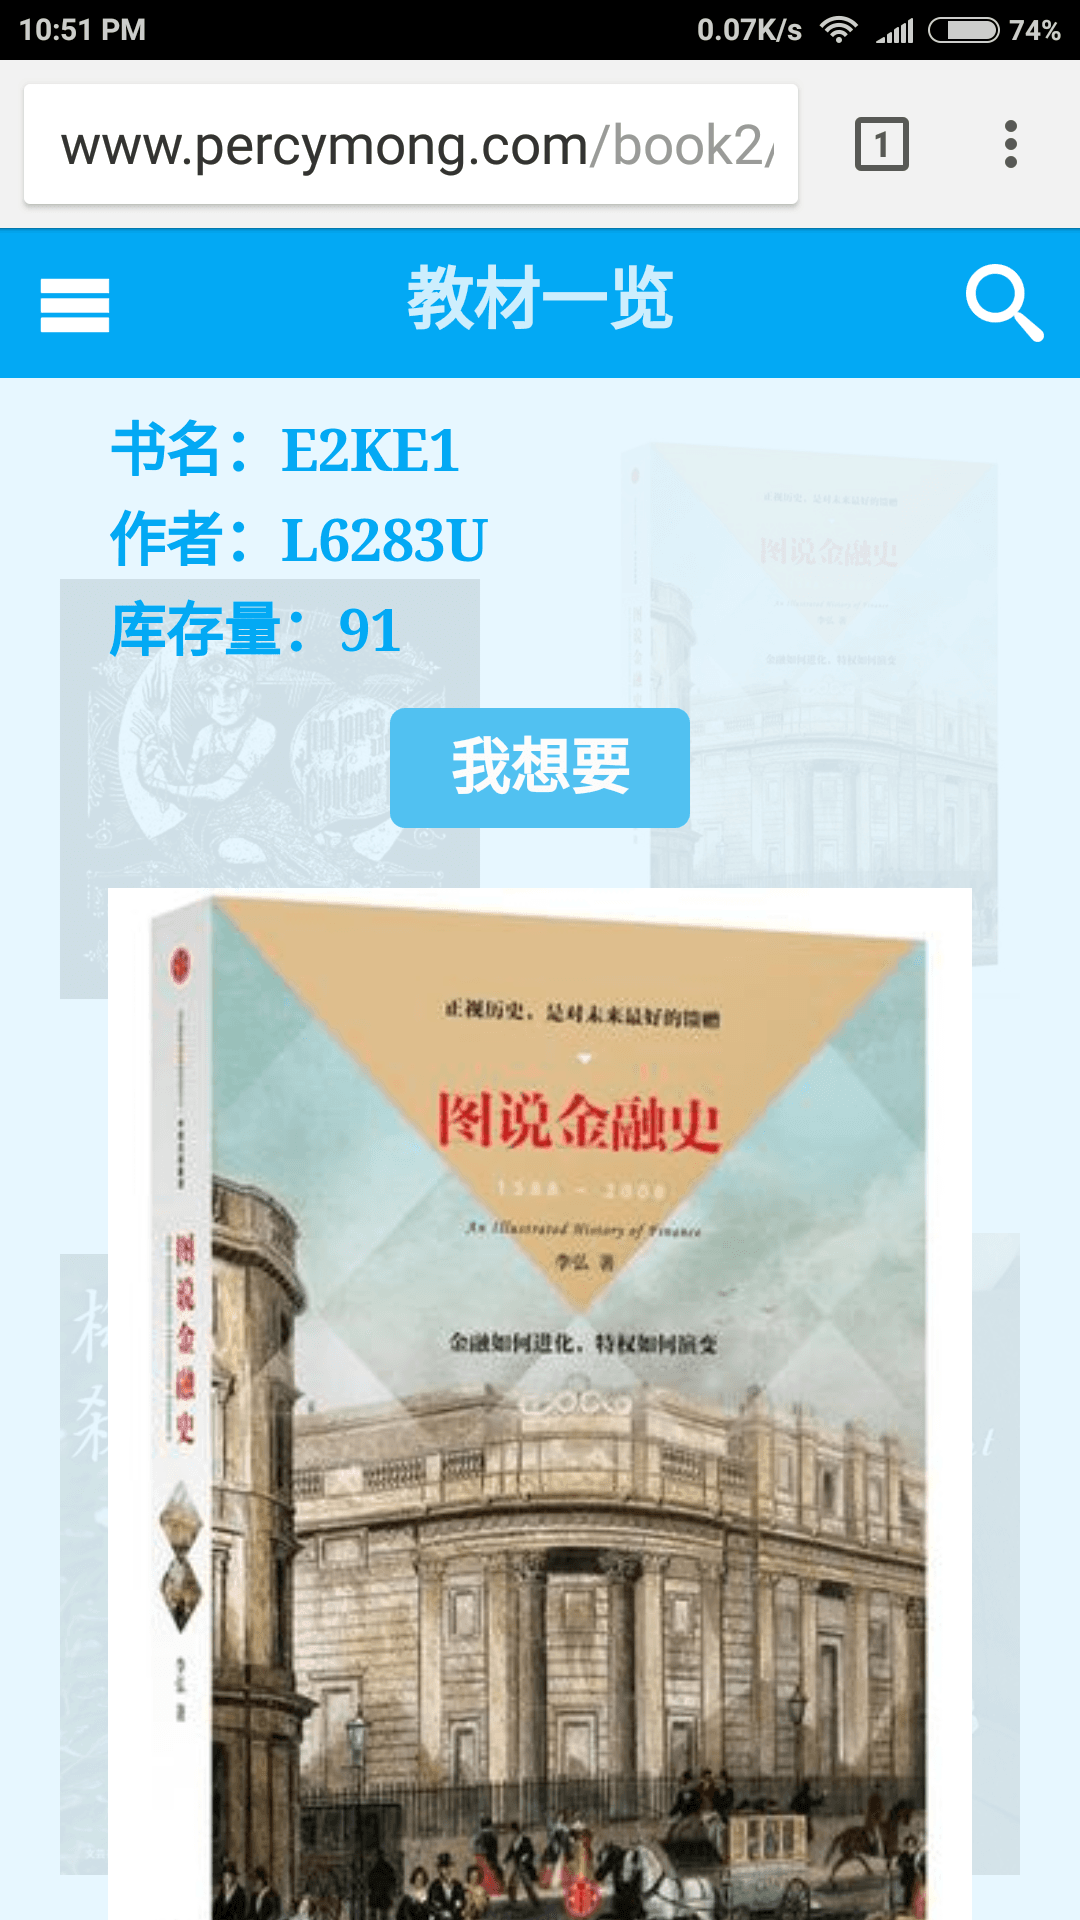 10:51 PM 0.07K/s 74%
www.percymong.com/book2/
1
教材一览
书名：E2KE1
作者：L6283U
库存量：91
我想要
正视历史，是对未来最好的馈赠
图说金融史
1588 - 2008
An Illustrated History of Finance
李弘 著
金融如何进化，特权如何演变
图说金融史
李弘 著